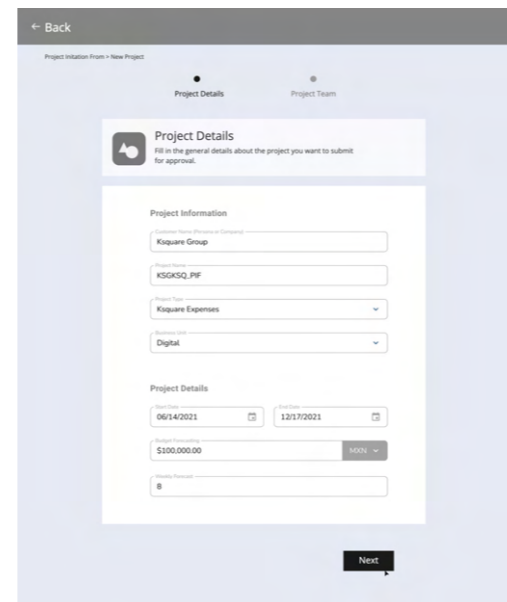 ← Back
Project Initation From > New Project
Project Details
Project Team
Project Details
Fill in the general details about the project you want to submit
for approval.
Project Information
Customer Name (Persona or Company)
Ksquare Group
Project Name
KSGKSQ_PIF
Project Type
Ksquare Expenses
Business Unit
Digital
Project Details
Start Date
06/14/2021
End Date
12/17/2021
Budget Forecasting
$100,000.00
MXN
Weekly Forecast
8
Next